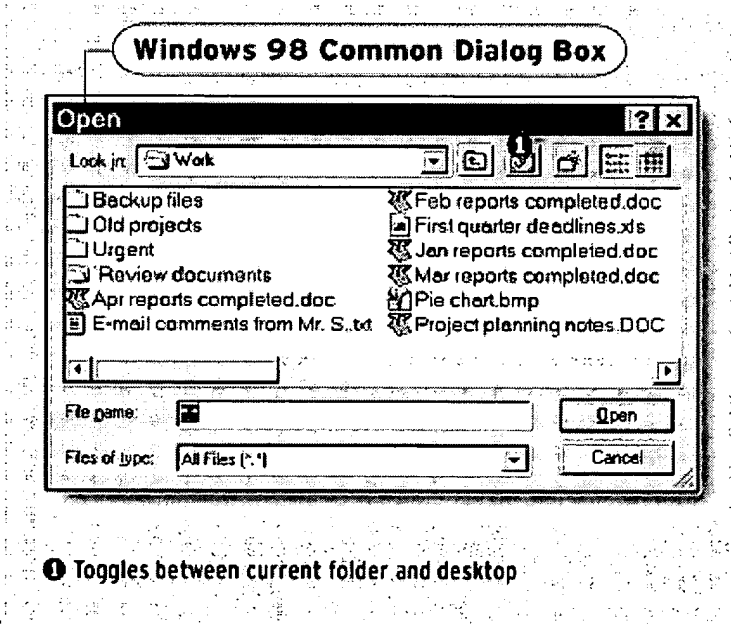 Windows 98 Common Dialog Box
Open
Look in: Work
❶
Backup files
Old projects
Urgent
Review documents
Apr reports completed.doc
E-mail comments from Mr. S..txt
Feb reports completed.doc
First quarter deadlines.xls
Jan reports completed.doc
Mar reports completed.doc
Pie chart.bmp
Project planning notes.DOC
File name: *.*
Open
Files of type: All Files (*.*)
Cancel
❶ Toggles between current folder and desktop